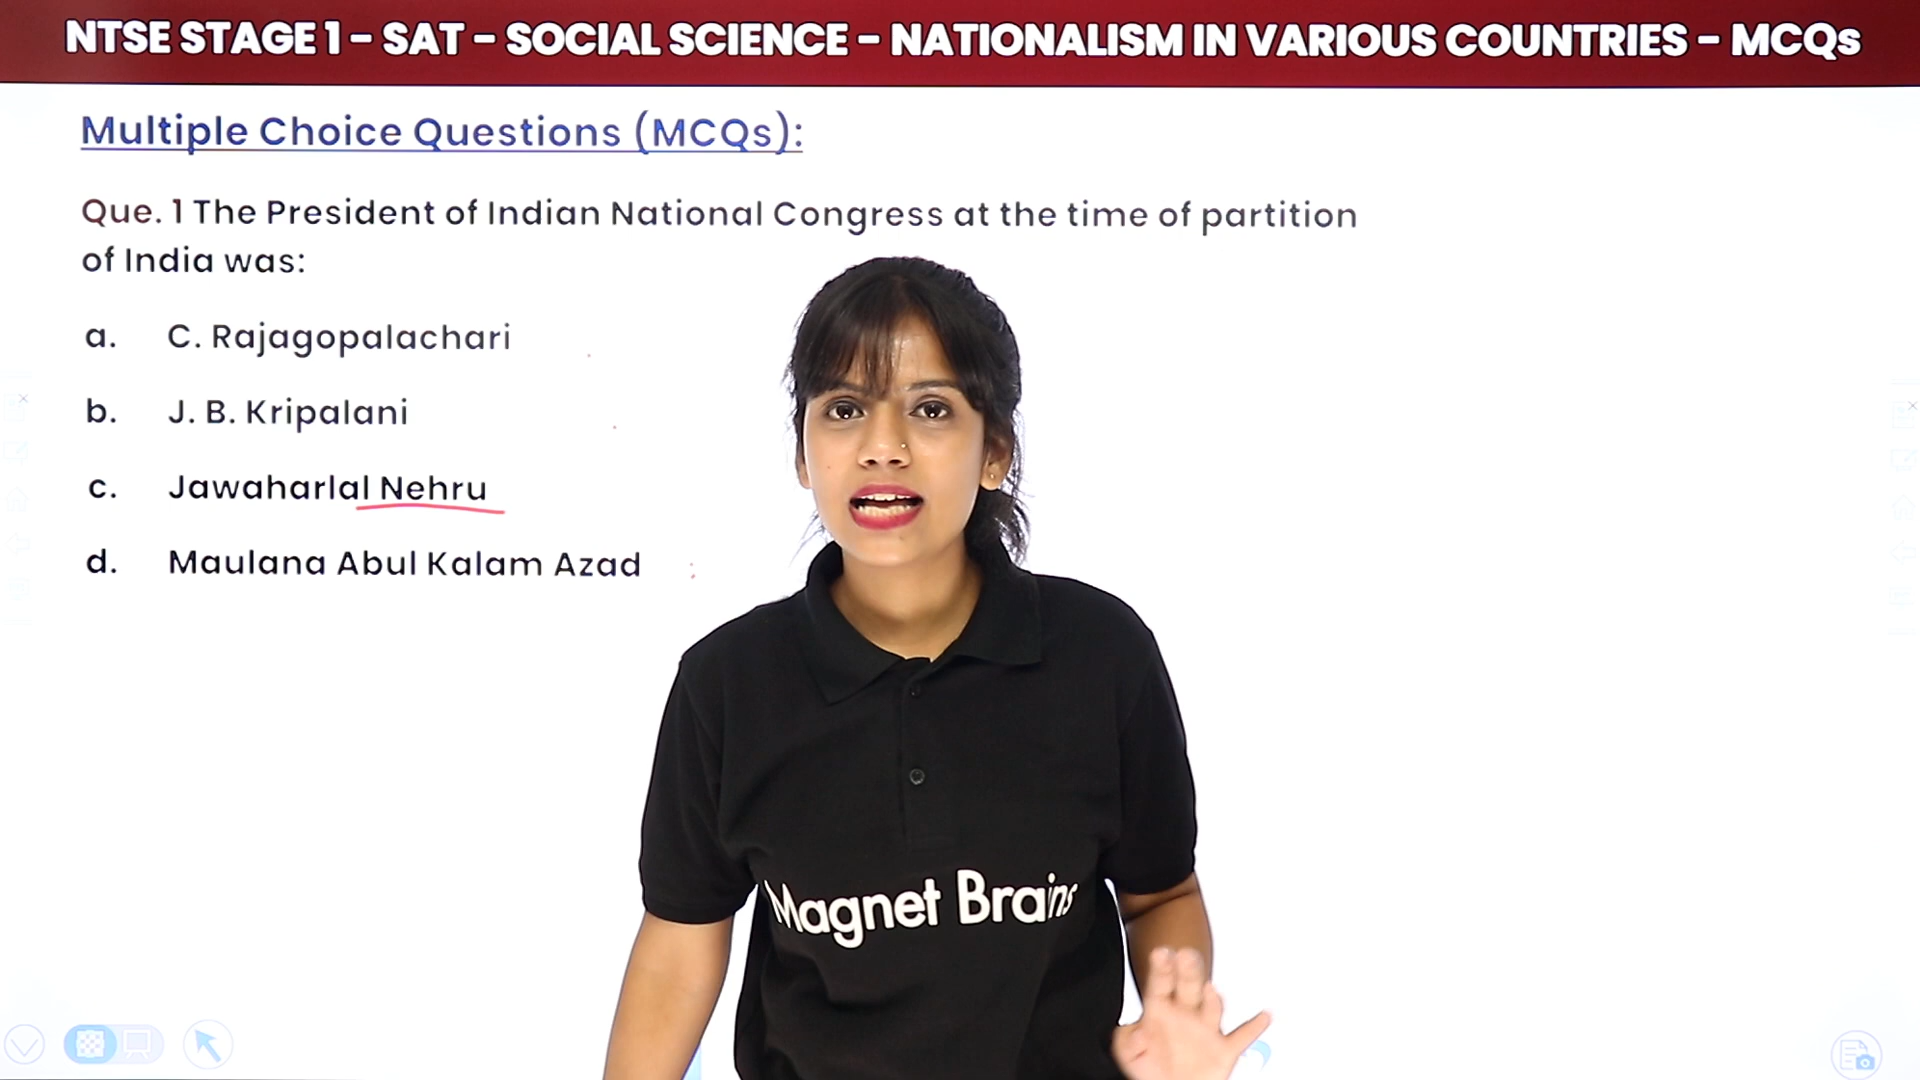 NTSE STAGE 1 – SAT – SOCIAL SCIENCE – NATIONALISM IN VARIOUS COUNTRIES – MCQs
Multiple Choice Questions (MCQs):
Que. 1 The President of Indian National Congress at the time of partition
of India was:
a. C. Rajagopalachari
b. J. B. Kripalani
c. Jawaharlal Nehru
d. Maulana Abul Kalam Azad
Magnet Brains